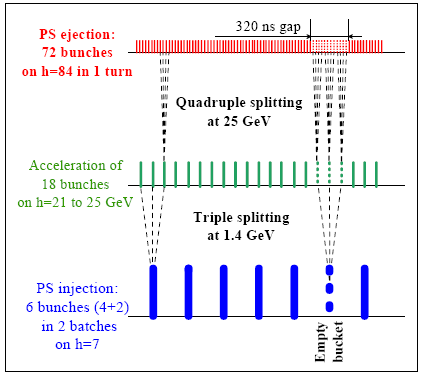 PS ejection:
72 bunches
on h=84 in 1 turn
320 ns gap
Quadruple splitting
at 25 GeV
Acceleration of
18 bunches
on h=21 to 25 GeV
Triple splitting
at 1.4 GeV
PS injection:
6 bunches (4+2)
in 2 batches
on h=7
Empty
bucket